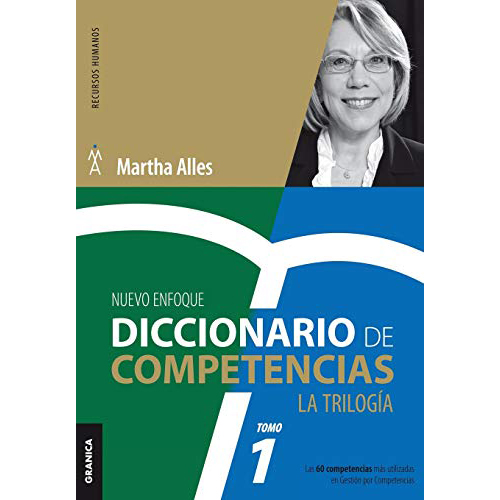 RECURSOS HUMANOS
MA
Martha Alles
NUEVO ENFOQUE
DICCIONARIO DE
COMPETENCIAS
LA TRILOGÍA
TOMO
1
GRANICA
Las 60 competencias más utilizadas
en Gestión por Competencias